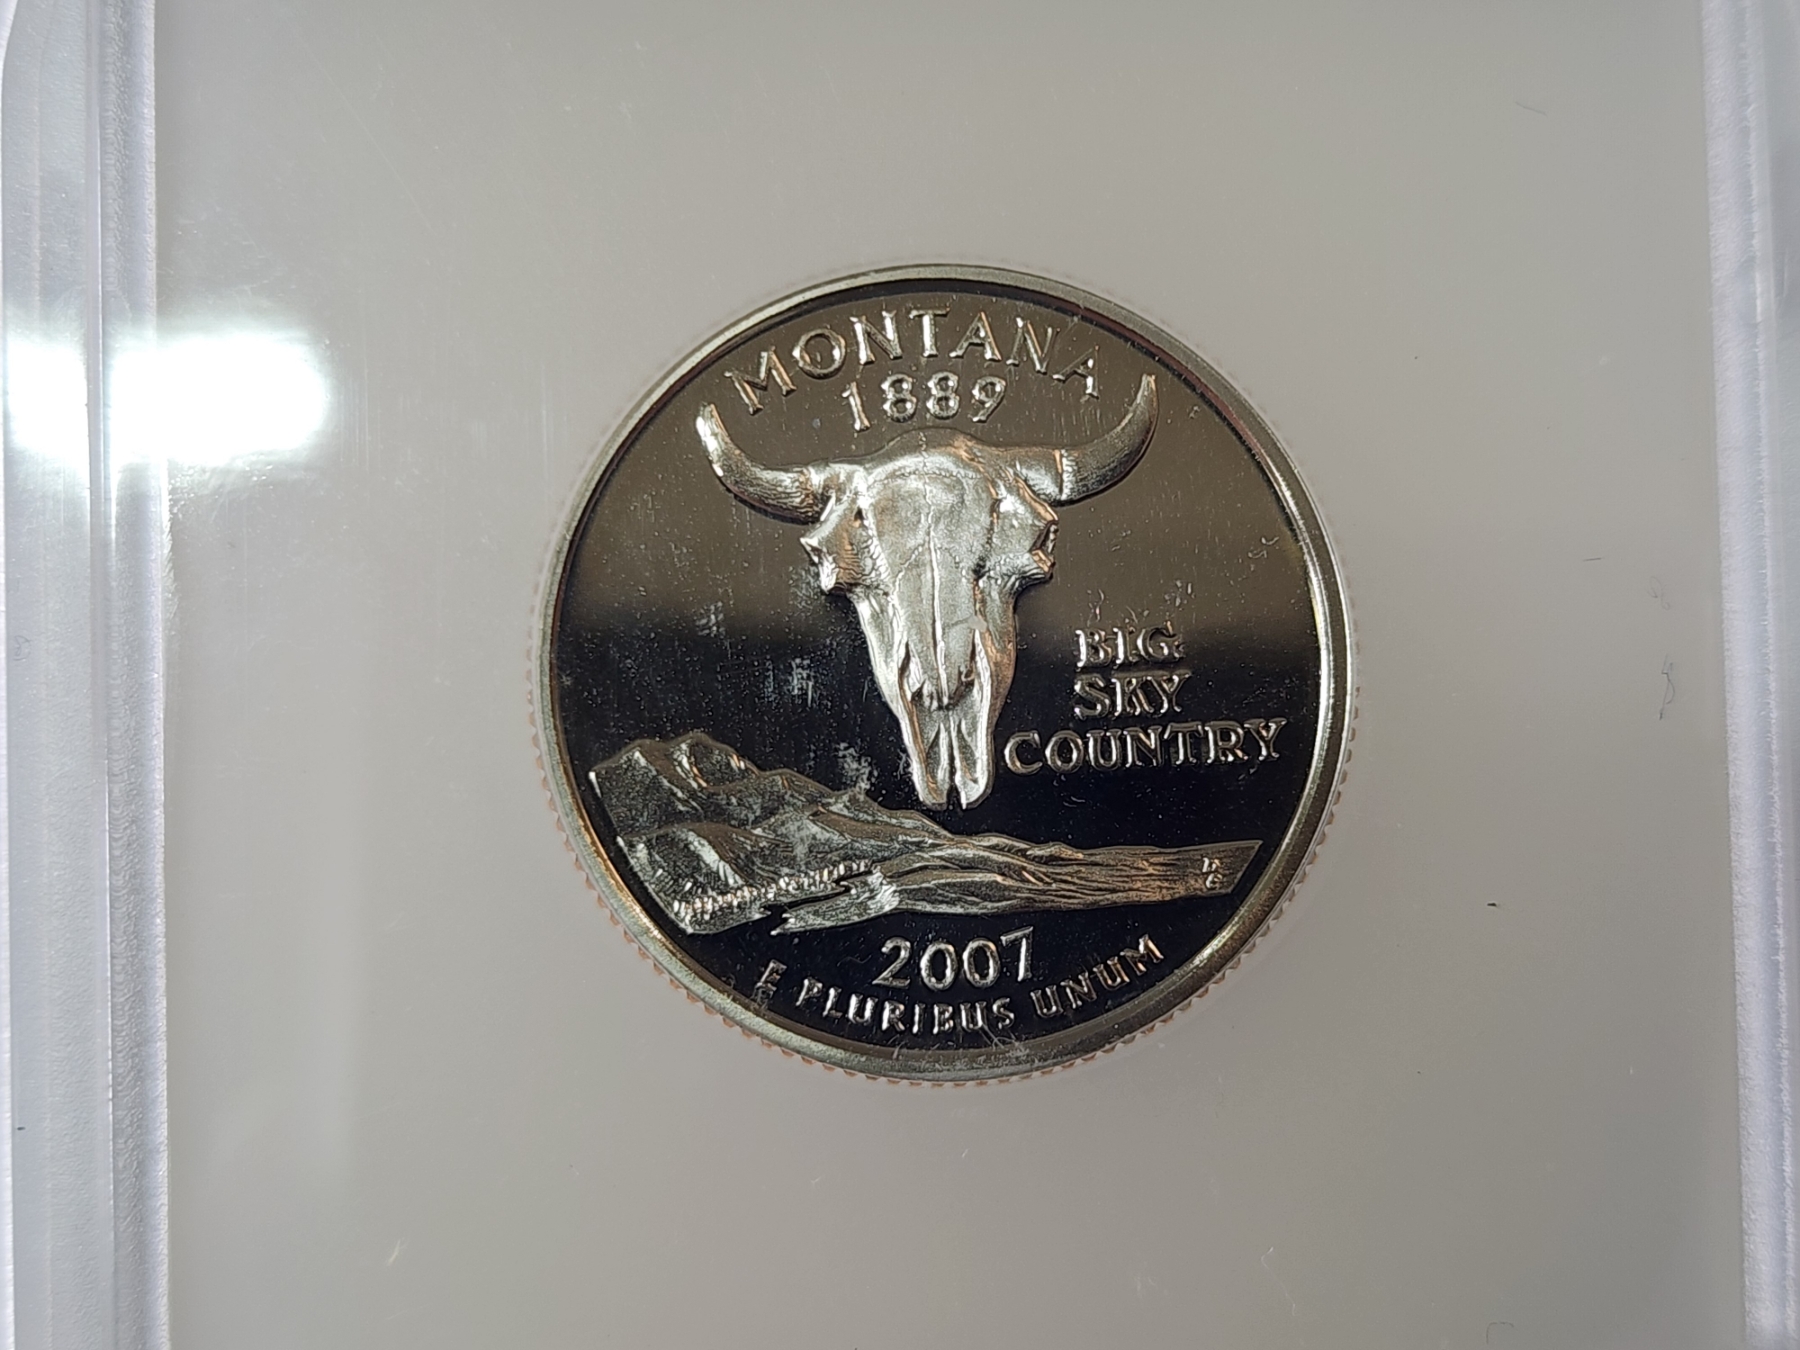 MONTANA
1889
BIG
SKY
COUNTRY
2007
E PLURIBUS UNUM